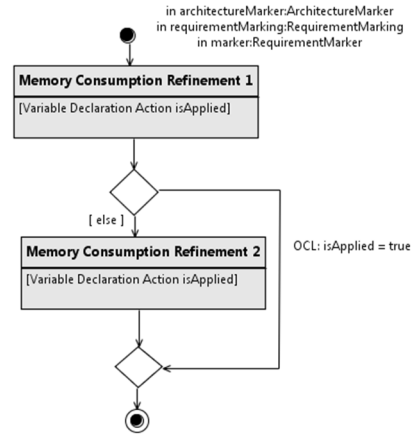 in architectureMarker:ArchitectureMarker
in requirementMarking:RequirementMarking
in marker:RequirementMarker
Memory Consumption Refinement 1
[Variable Declaration Action isApplied]
[ else ]
OCL: isApplied = true
Memory Consumption Refinement 2
[Variable Declaration Action isApplied]